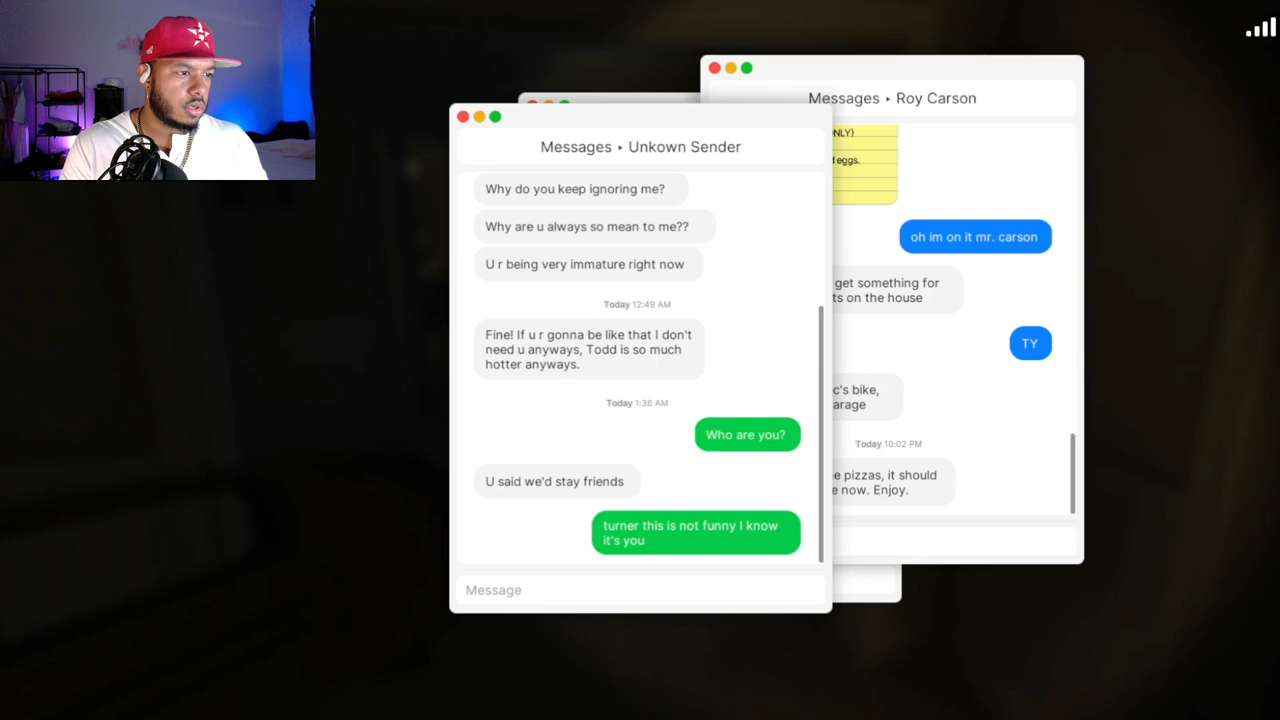 Messages ▸ Roy Carson
ONLY)
d eggs.
oh im on it mr. carson
get something for
ts on the house
TY
c's bike,
arage
Today 10:02 PM
e pizzas, it should
e now. Enjoy.
Messages ▸ Unkown Sender
Why do you keep ignoring me?
Why are u always so mean to me??
U r being very immature right now
Today 12:49 AM
Fine! If u r gonna be like that I don't
need u anyways, Todd is so much
hotter anyways.
Today 1:36 AM
Who are you?
U said we'd stay friends
turner this is not funny I know
it's you
Message